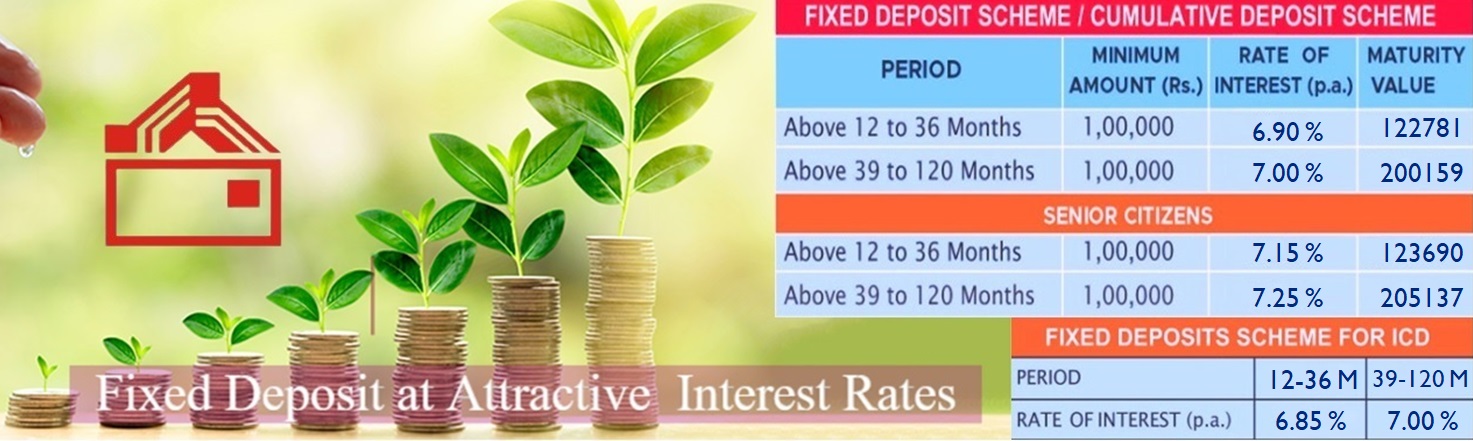 Fixed Deposit at Attractive Interest Rates
FIXED DEPOSIT SCHEME / CUMULATIVE DEPOSIT SCHEME
PERIOD MINIMUM AMOUNT (Rs.) RATE OF INTEREST (p.a.) MATURITY VALUE
Above 12 to 36 Months 1,00,000 6.90 % 122781
Above 39 to 120 Months 1,00,000 7.00 % 200159
SENIOR CITIZENS
Above 12 to 36 Months 1,00,000 7.15 % 123690
Above 39 to 120 Months 1,00,000 7.25 % 205137
FIXED DEPOSITS SCHEME FOR ICD
PERIOD 12-36 M 39-120 M
RATE OF INTEREST (p.a.) 6.85 % 7.00 %